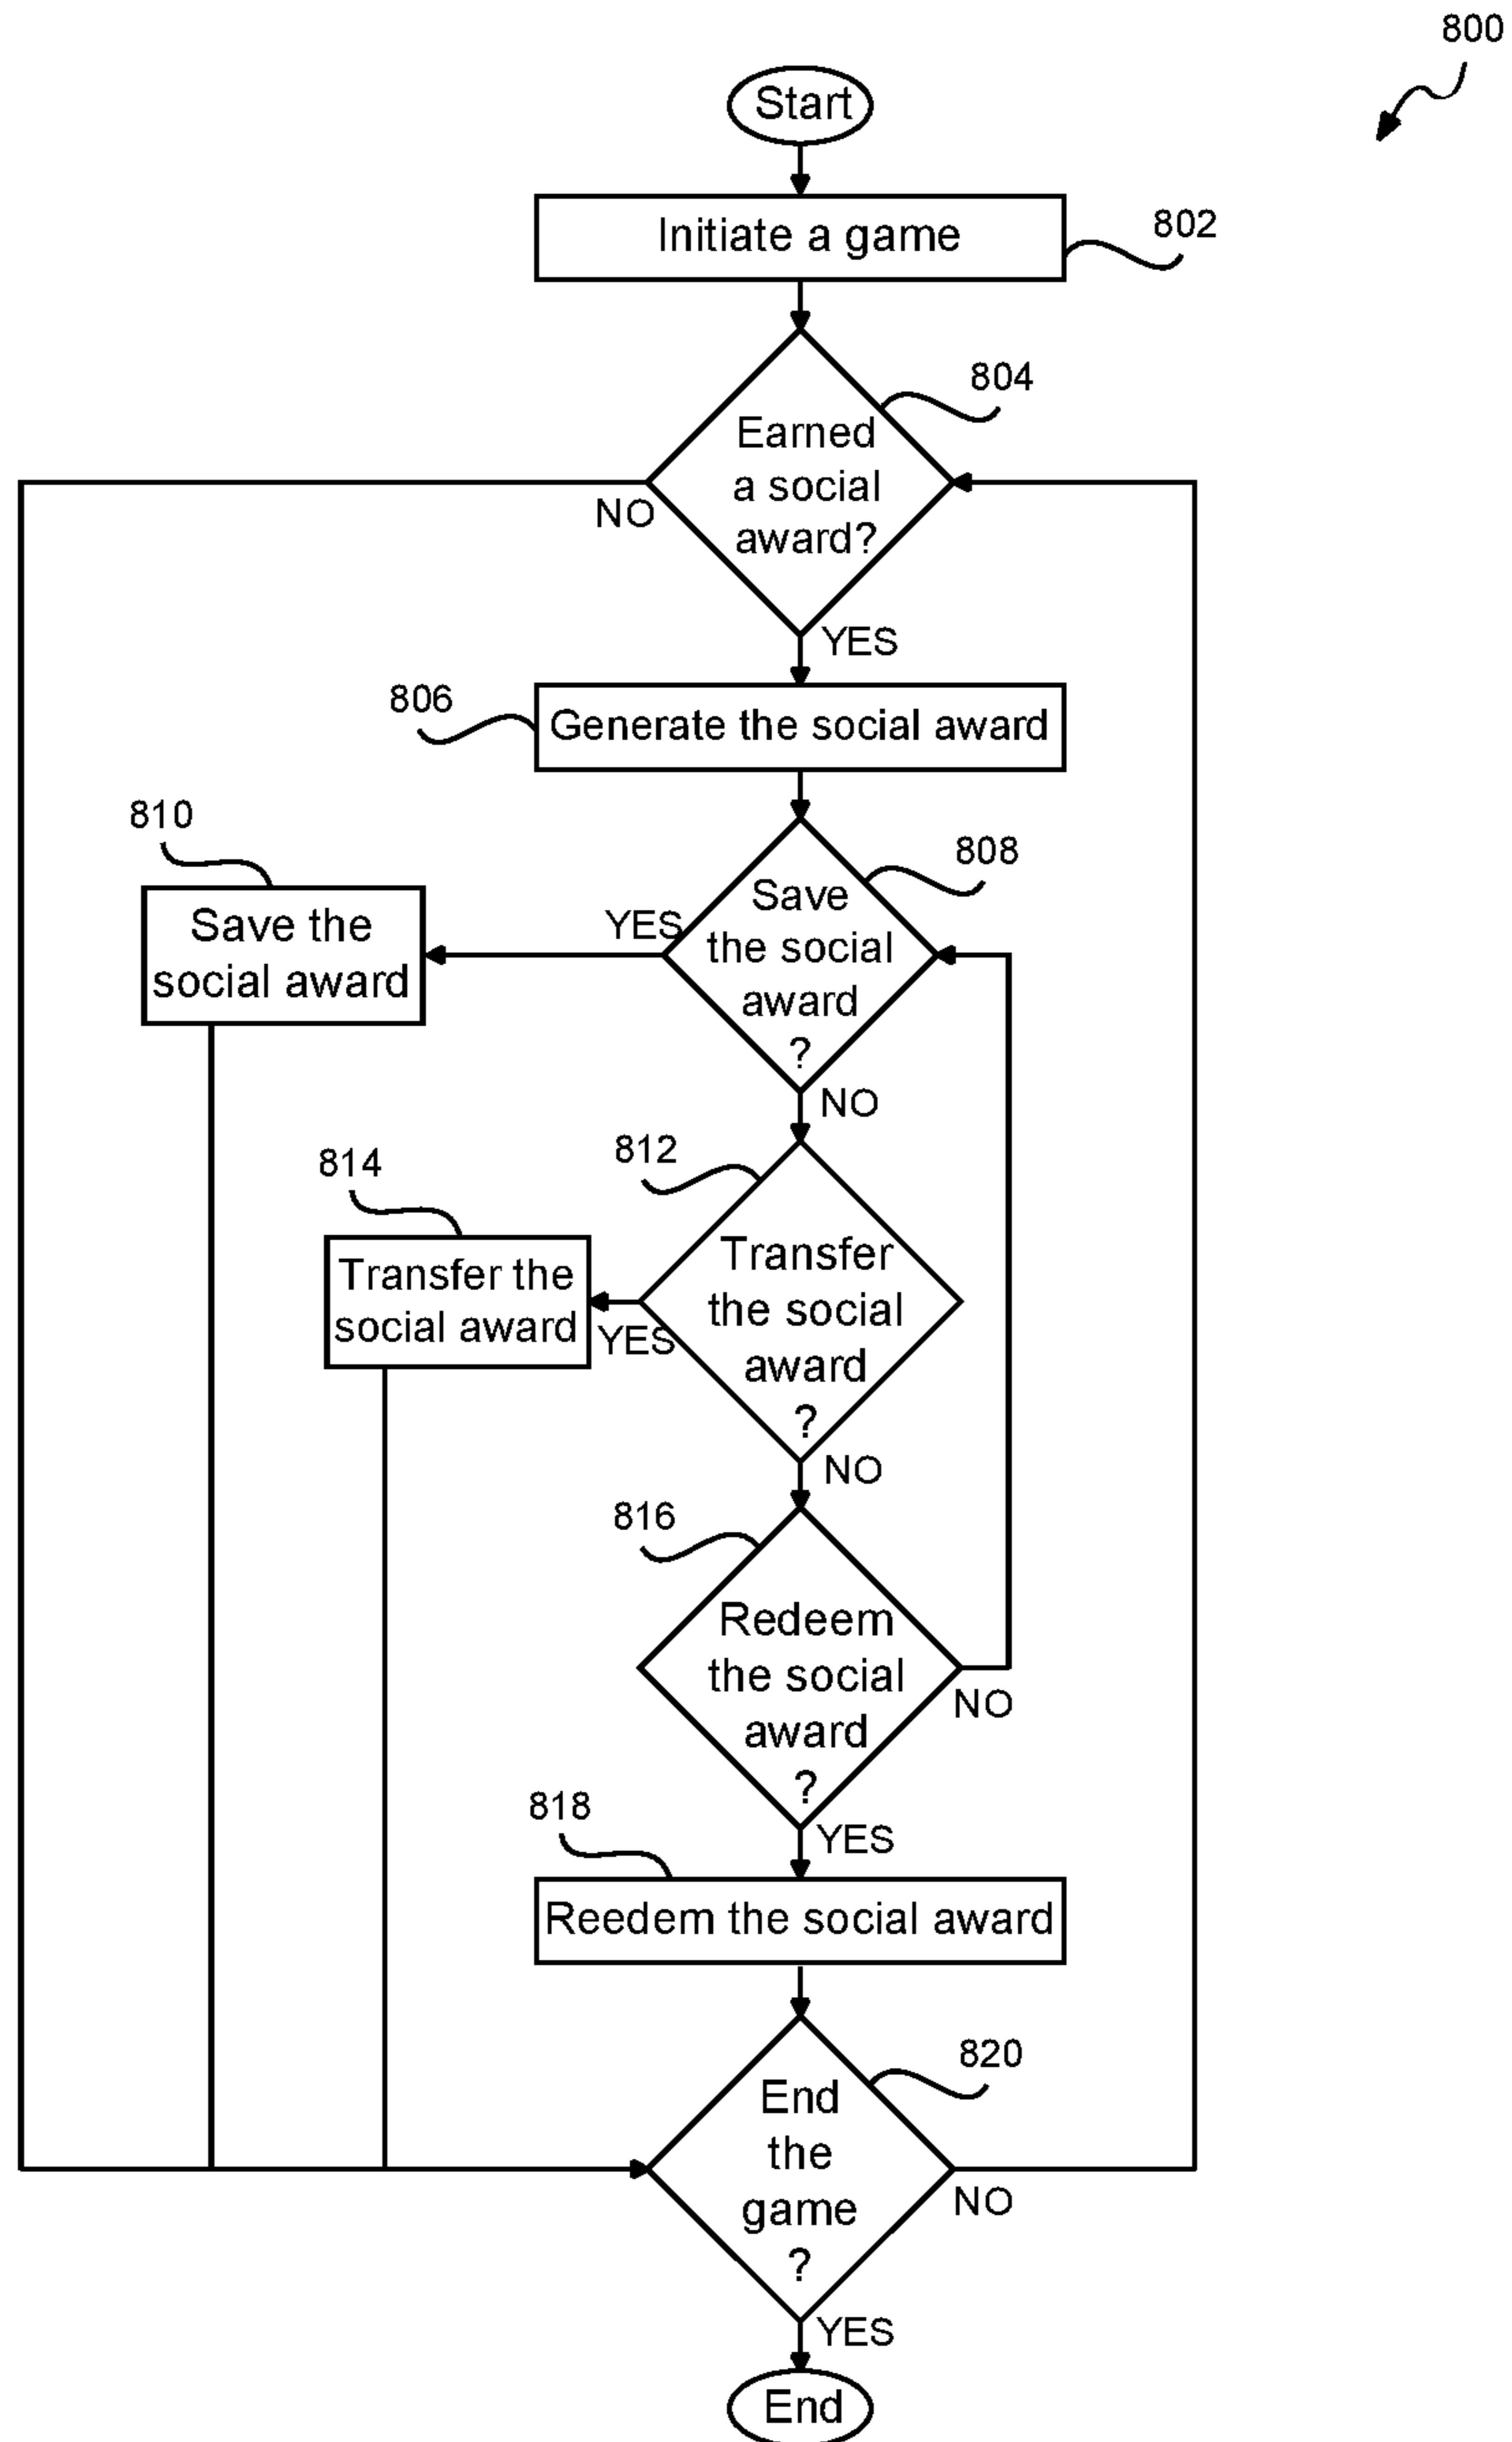 800
Start
Initiate a game
802
804
Earned
a social
award?
NO
YES
806
Generate the social award
810
808
Save the
social award
YES
Save
the social
award
?
NO
812
814
Transfer the
social award
YES
Transfer
the social
award
?
NO
816
Redeem
the social
award
?
NO
818
YES
Reedem the social award
820
End
the
game
?
NO
YES
End